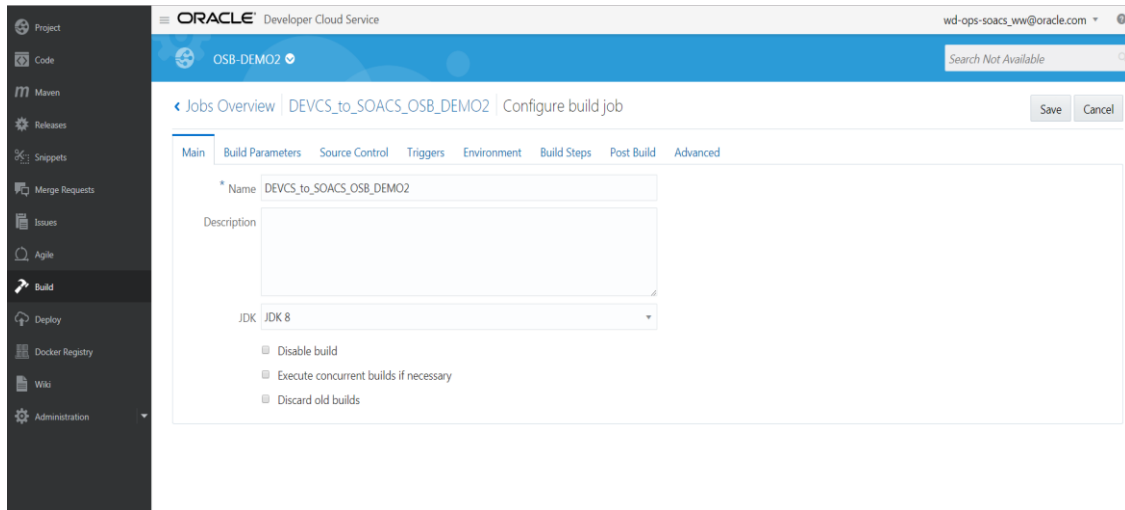 ORACLE' Developer Cloud Service
wd-ops-soacs_ww@oracle.com
OSB-DEMO2
Search Not Available
Project
Code
Maven
Releases
Snippets
Merge Requests
Issues
Agile
Build
Deploy
Docker Registry
Wiki
Administration
Jobs Overview DEVCS_to_SOACS_OSB_DEMO2 Configure build job
Save Cancel
Main Build Parameters Source Control Triggers Environment Build Steps Post Build Advanced
* Name DEVCS_to_SOACS_OSB_DEMO2
Description
JDK JDK 8
Disable build
Execute concurrent builds if necessary
Discard old builds